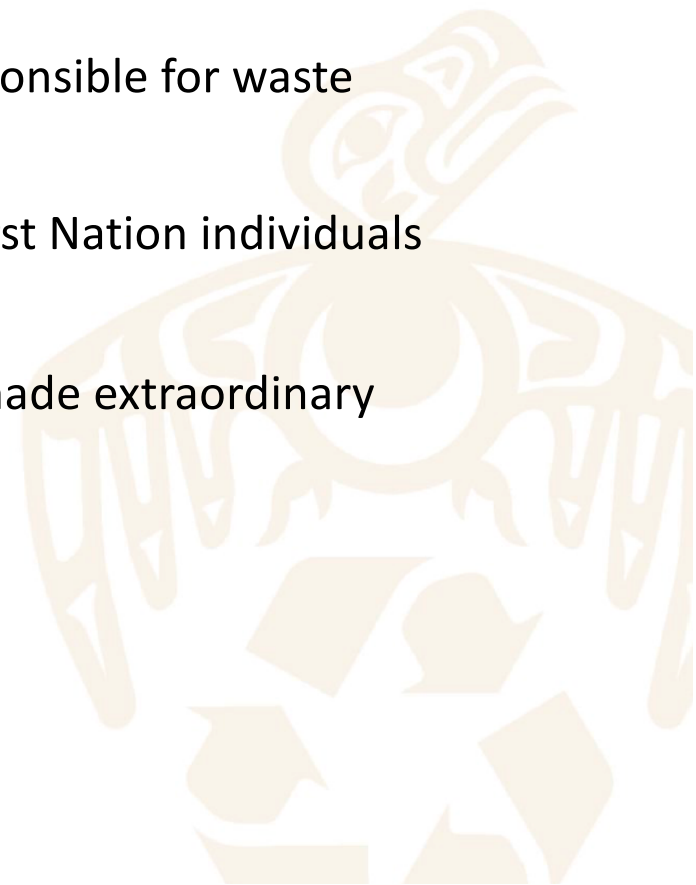 onsible for waste
st Nation individuals
ade extraordinary